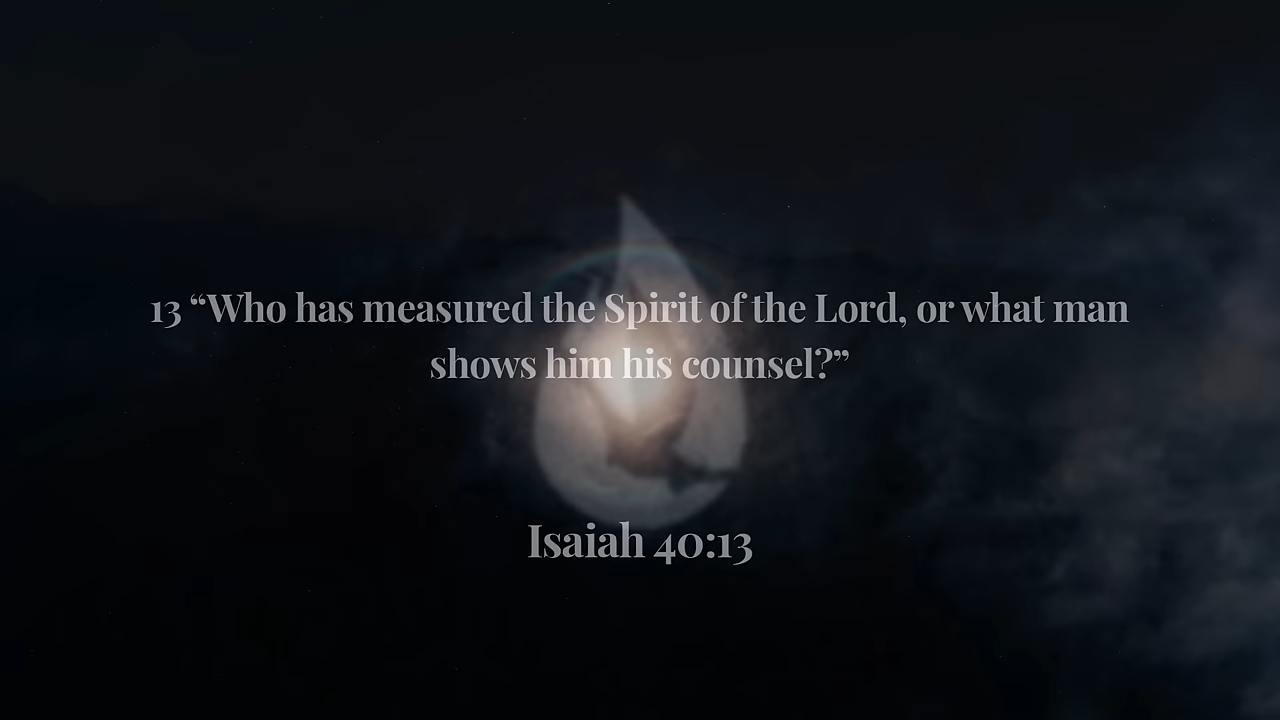 13 “Who has measured the Spirit of the Lord, or what man
shows him his counsel?”
Isaiah 40:13